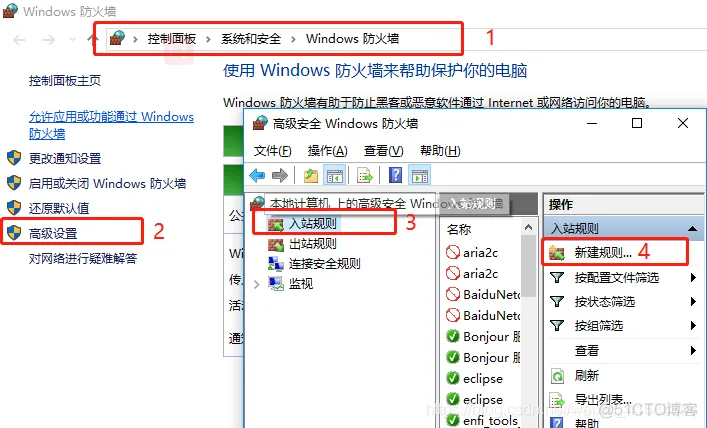 Windows 防火墙
控制面板 > 系统和安全 > Windows 防火墙
1
控制面板主页
允许应用或功能通过 Windows
防火墙
更改通知设置
启用或关闭 Windows 防火墙
还原默认值
高级设置
2
对网络进行疑难解答
使用 Windows 防火墙来帮助保护你的电脑
Windows 防火墙有助于防止黑客或恶意软件通过 Internet 或网络访问你的电脑。
公
Wi
传
活
通
高级安全 Windows 防火墙
文件(F) 操作(A) 查看(V) 帮助(H)
本地计算机 上的高级安全 Windows 防火墙
入站规则
3
出站规则
连接安全规则
监视
入站规则
名称
aria2c
aria2c
BaiduNetc
BaiduNetc
Bonjour 服
Bonjour 服
eclipse
eclipse
enfi_tools_
操作
入站规则
新建规则...
4
按配置文件筛选
按状态筛选
按组筛选
查看
刷新
导出列表...
帮助
@51CTO博客